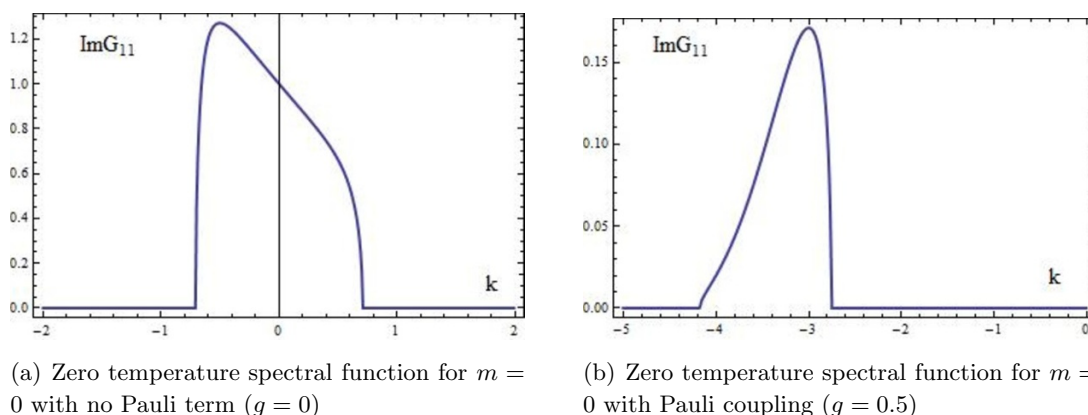 ImG₁₁
1.2
1.0
0.8
0.6
0.4
0.2
0.0
k
−2
−1
0
1
2
(a) Zero temperature spectral function for m =
0 with no Pauli term (g = 0)
ImG₁₁
0.15
0.10
0.05
0.00
k
−5
−4
−3
−2
−1
0
(b) Zero temperature spectral function for m =
0 with Pauli coupling (g = 0.5)